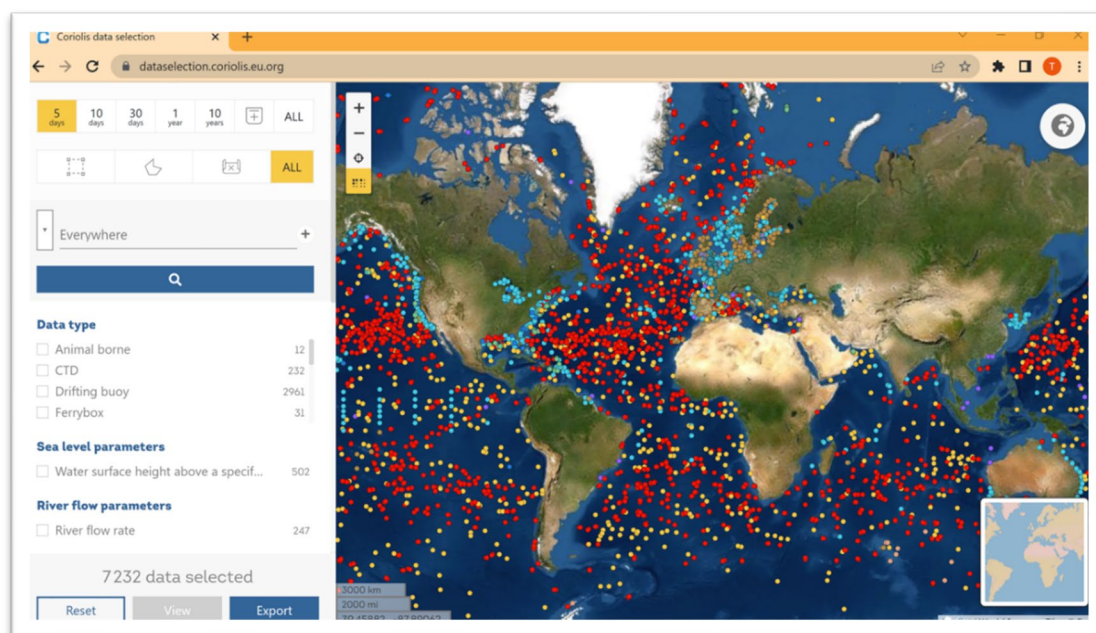 Coriolis data selection
dataselection.coriolis.eu.org
T
5 days
10 days
30 days
1 year
10 years
ALL
ALL
Everywhere
Data type
Animal borne 12
CTD 232
Drifting buoy 2961
Ferrybox 31
Sea level parameters
Water surface height above a specif... 502
River flow parameters
River flow rate 247
7232 data selected
Reset
View
Export
3000 km
2000 mi